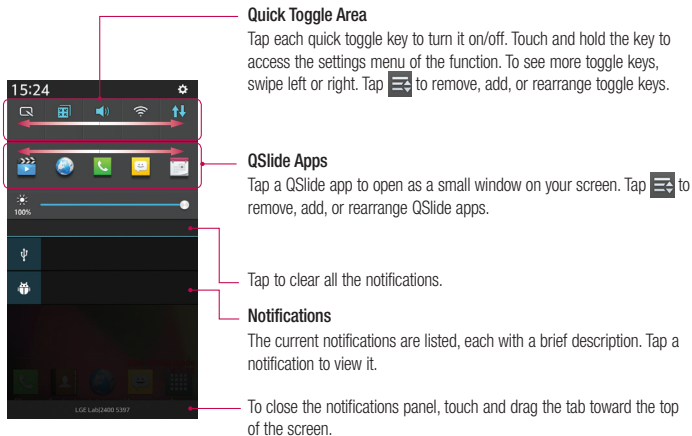 Quick Toggle Area
Tap each quick toggle key to turn it on/off. Touch and hold the key to
access the settings menu of the function. To see more toggle keys,
swipe left or right. Tap to remove, add, or rearrange toggle keys.
15:24
QSlide Apps
Tap a QSlide app to open as a small window on your screen. Tap to
remove, add, or rearrange QSlide apps.
100%
Tap to clear all the notifications.
Notifications
The current notifications are listed, each with a brief description. Tap a
notification to view it.
LGE Lab(2400 5397
To close the notifications panel, touch and drag the tab toward the top
of the screen.